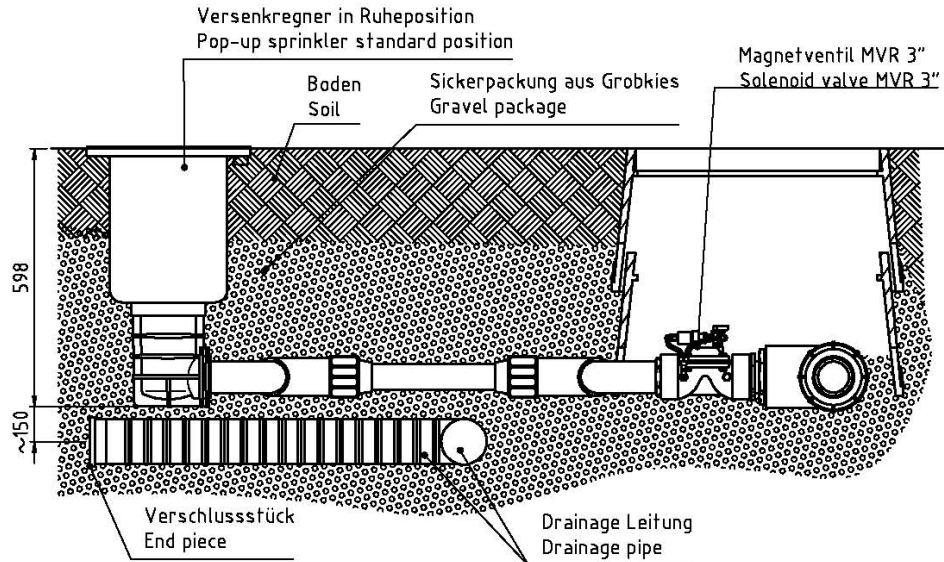 Versenkregner in Ruheposition
Pop-up sprinkler standard position
Magnetventil MVR 3"
Solenoid valve MVR 3"
Boden
Soil
Sickerpackung aus Grobkies
Gravel package
598
~150
Verschlussstück
End piece
Drainage Leitung
Drainage pipe